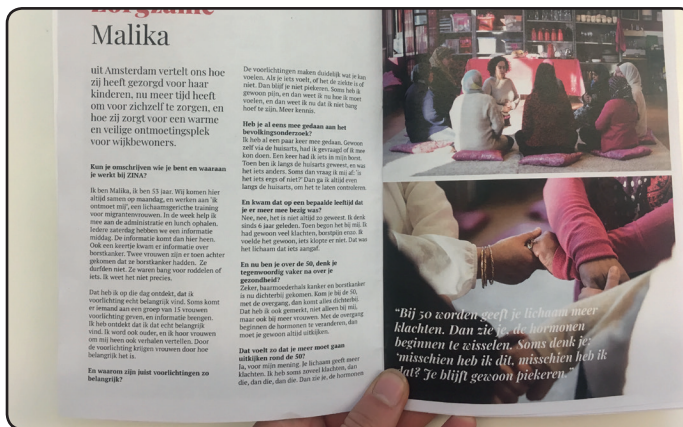 zorgzame
Malika
uit Amsterdam vertelt ons hoe
zij heeft gezorgd voor haar
kinderen, nu meer tijd heeft
om voor zichzelf te zorgen, en
hoe zij zorgt voor een warme
en veilige ontmoetingsplek
voor wijkbewoners.
Kun je omschrijven wie je bent en waaraan
je werkt bij ZINA?
Ik ben Malika, ik ben 53 jaar. Wij komen hier
altijd samen op maandag, en werken aan 'ik
ontmoet mij', een lichaamsgericthe training
voor migrantenvrouwen. In de week help ik
mee aan de administratie en lunch ophalen.
Iedere zaterdag hebben we een informatie
middag. De informatie komt dan hier heen.
Ook een keertje kwam er informatie over
borstkanker. Twee vrouwen zijn er toen achter
gekomen dat ze borstkanker hadden. Ze
durfden niet. Ze waren bang voor roddelen of
iets. Ik weet het niet precies.
Dat heb ik op die dag ontdekt, dat ik
voorlichting echt belangrijk vind. Soms komt
er iemand aan een groep van 15 vrouwen
voorlichting geven, en informatie brengen.
Ik heb ontdekt dat ik dat echt belangrijk
vind. Ik word ook ouder, en ik hoor vrouwen
om mij heen ook verhalen vertellen. Door
de voorlichting krijgen vrouwen door hoe
belangrijk het is.
En waarom zijn juist voorlichtingen zo
belangrijk?
De voorlichtingen maken duidelijk wat je kan
voelen. Als je iets voelt, of het de ziekte is of
niet. Dan blijf je niet piekeren. Soms heb ik
gewoon pijn, en dan weet ik nu hoe ik moet
voelen, en dan weet ik nu dat ik niet bang
hoef te zijn. Meer kennis.
Heb je al eens mee gedaan aan het
bevolkingsonderzoek?
Ik heb al een paar keer mee gedaan. Gewoon
zelf via de huisarts, had ik gevraagd of ik mee
kon doen. Een keer had ik iets in mijn borst.
Toen ben ik langs de huisarts geweest, en was
het iets anders. Soms dan vraag ik mij af: 'is
het iets ergs of niet?' Dan ga ik altijd even
langs de huisarts, om het te laten controleren.
En kwam dat op een bepaalde leeftijd dat
je er meer mee bezig was?
Nee, nee, het is niet altijd zo geweest. Ik denk
sinds 6 jaar geleden. Toen begon het bij mij. Ik
had gewoon veel klachten, borstpijn enzo. Ik
voelde het gewoon, iets klopte er niet. Dat was
het lichaam dat iets aangaf.
En nu ben je over de 50, denk je
tegenwoordig vaker na over je
gezondheid?
Zeker, baarmoederhals kanker en borstkanker
is nu dichterbij gekomen. Kom je bij de 50,
met de overgang, dan komt alles dichterbij.
Dat heb ik ook gemerkt, niet alleen bij mij,
maar ook bij meer vrouwen. Met de overgang
beginnen de hormonen te veranden, dan
moet je gewoon altijd uitkijken.
Dat voelt zo dat je meer moet gaan
uitkijken rond de 50?
Ja, voor mijn mening. Je lichaam geeft meer
klachten. Ik heb soms zoveel klachten, dan
die, dan die, dan die. Dan zie je, de hormonen
"Bij 50 worden geeft je lichaam meer
klachten. Dan zie je, de hormonen
beginnen te wisselen. Soms denk je
'misschien heb ik dit, misschien heb ik
dat? Je blijft gewoon piekeren."